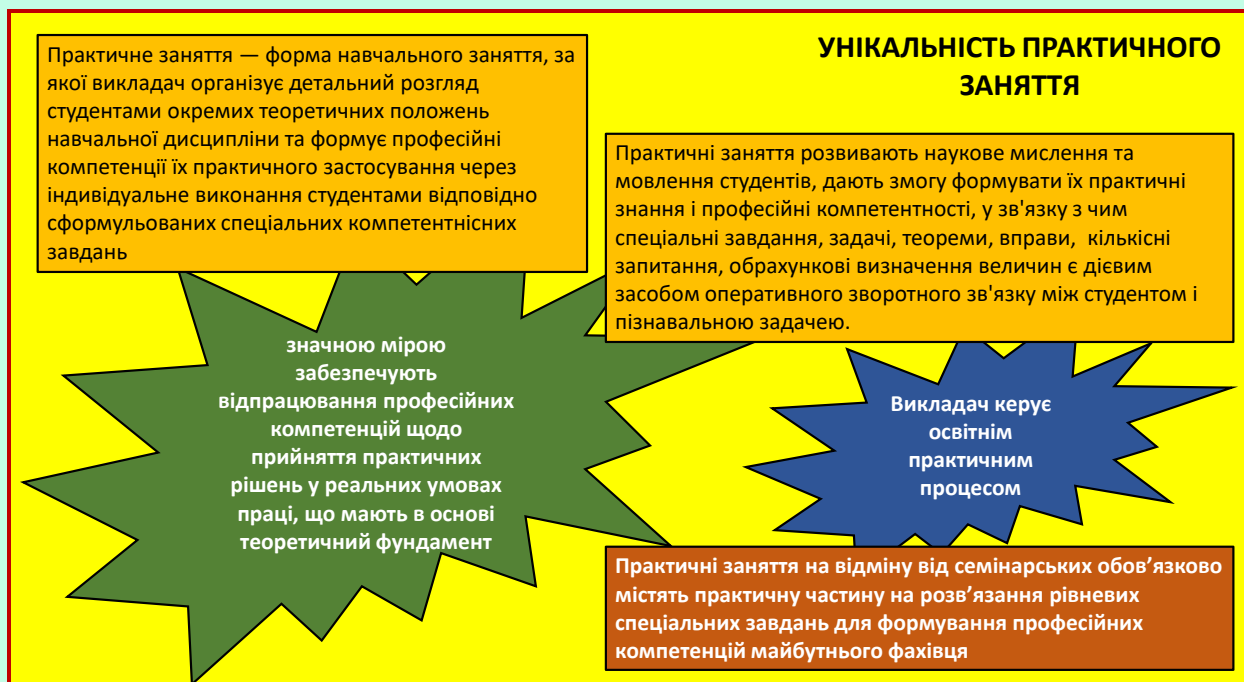 УНІКАЛЬНІСТЬ ПРАКТИЧНОГО
ЗАНЯТТЯ
Практичне заняття — форма навчального заняття, за
якої викладач організує детальний розгляд
студентами окремих теоретичних положень
навчальної дисципліни та формує професійні
компетенції їх практичного застосування через
індивідуальне виконання студентами відповідно
сформульованих спеціальних компетентнісних
завдань
Практичні заняття розвивають наукове мислення та
мовлення студентів, дають змогу формувати їх практичні
знання і професійні компетентності, у зв'язку з чим
спеціальні завдання, задачі, теореми, вправи, кількісні
запитання, обрахункові визначення величин є дієвим
засобом оперативного зворотного зв'язку між студентом і
пізнавальною задачею.
значною мірою
забезпечують
відпрацювання професійних
компетенцій щодо
прийняття практичних
рішень у реальних умовах
праці, що мають в основі
теоретичний фундамент
Викладач керує
освітнім
практичним
процесом
Практичні заняття на відміну від семінарських обов’язково
містять практичну частину на розв’язання рівневих
спеціальних завдань для формування професійних
компетенцій майбутнього фахівця